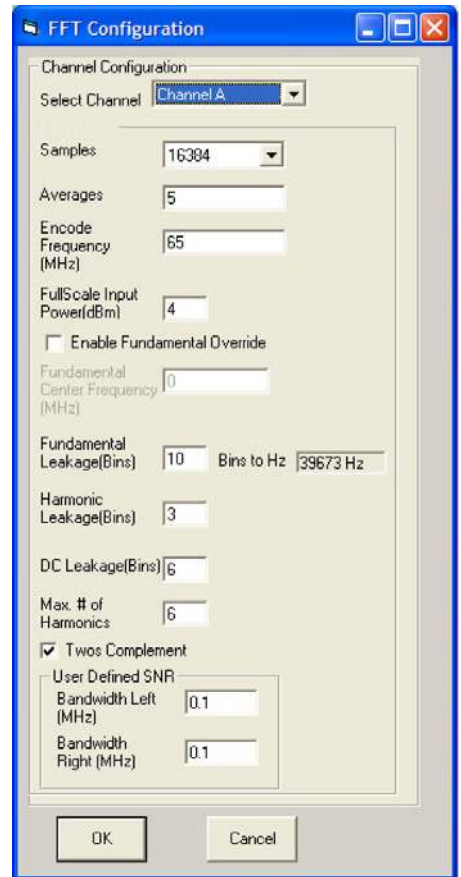 FFT Configuration
Channel Configuration
Select Channel Channel A
Samples 16384
Averages 5
Encode
Frequency
(MHz) 65
FullScale Input
Power(dBm) 4
Enable Fundamental Override
Fundamental
Center Frequency
(MHz) 0
Fundamental
Leakage(Bins) 10 Bins to Hz 39673 Hz
Harmonic
Leakage(Bins) 3
DC Leakage(Bins) 6
Max. # of
Harmonics 6
Twos Complement
User Defined SNR
Bandwidth Left
(MHz) 0.1
Bandwidth
Right (MHz) 0.1
OK Cancel